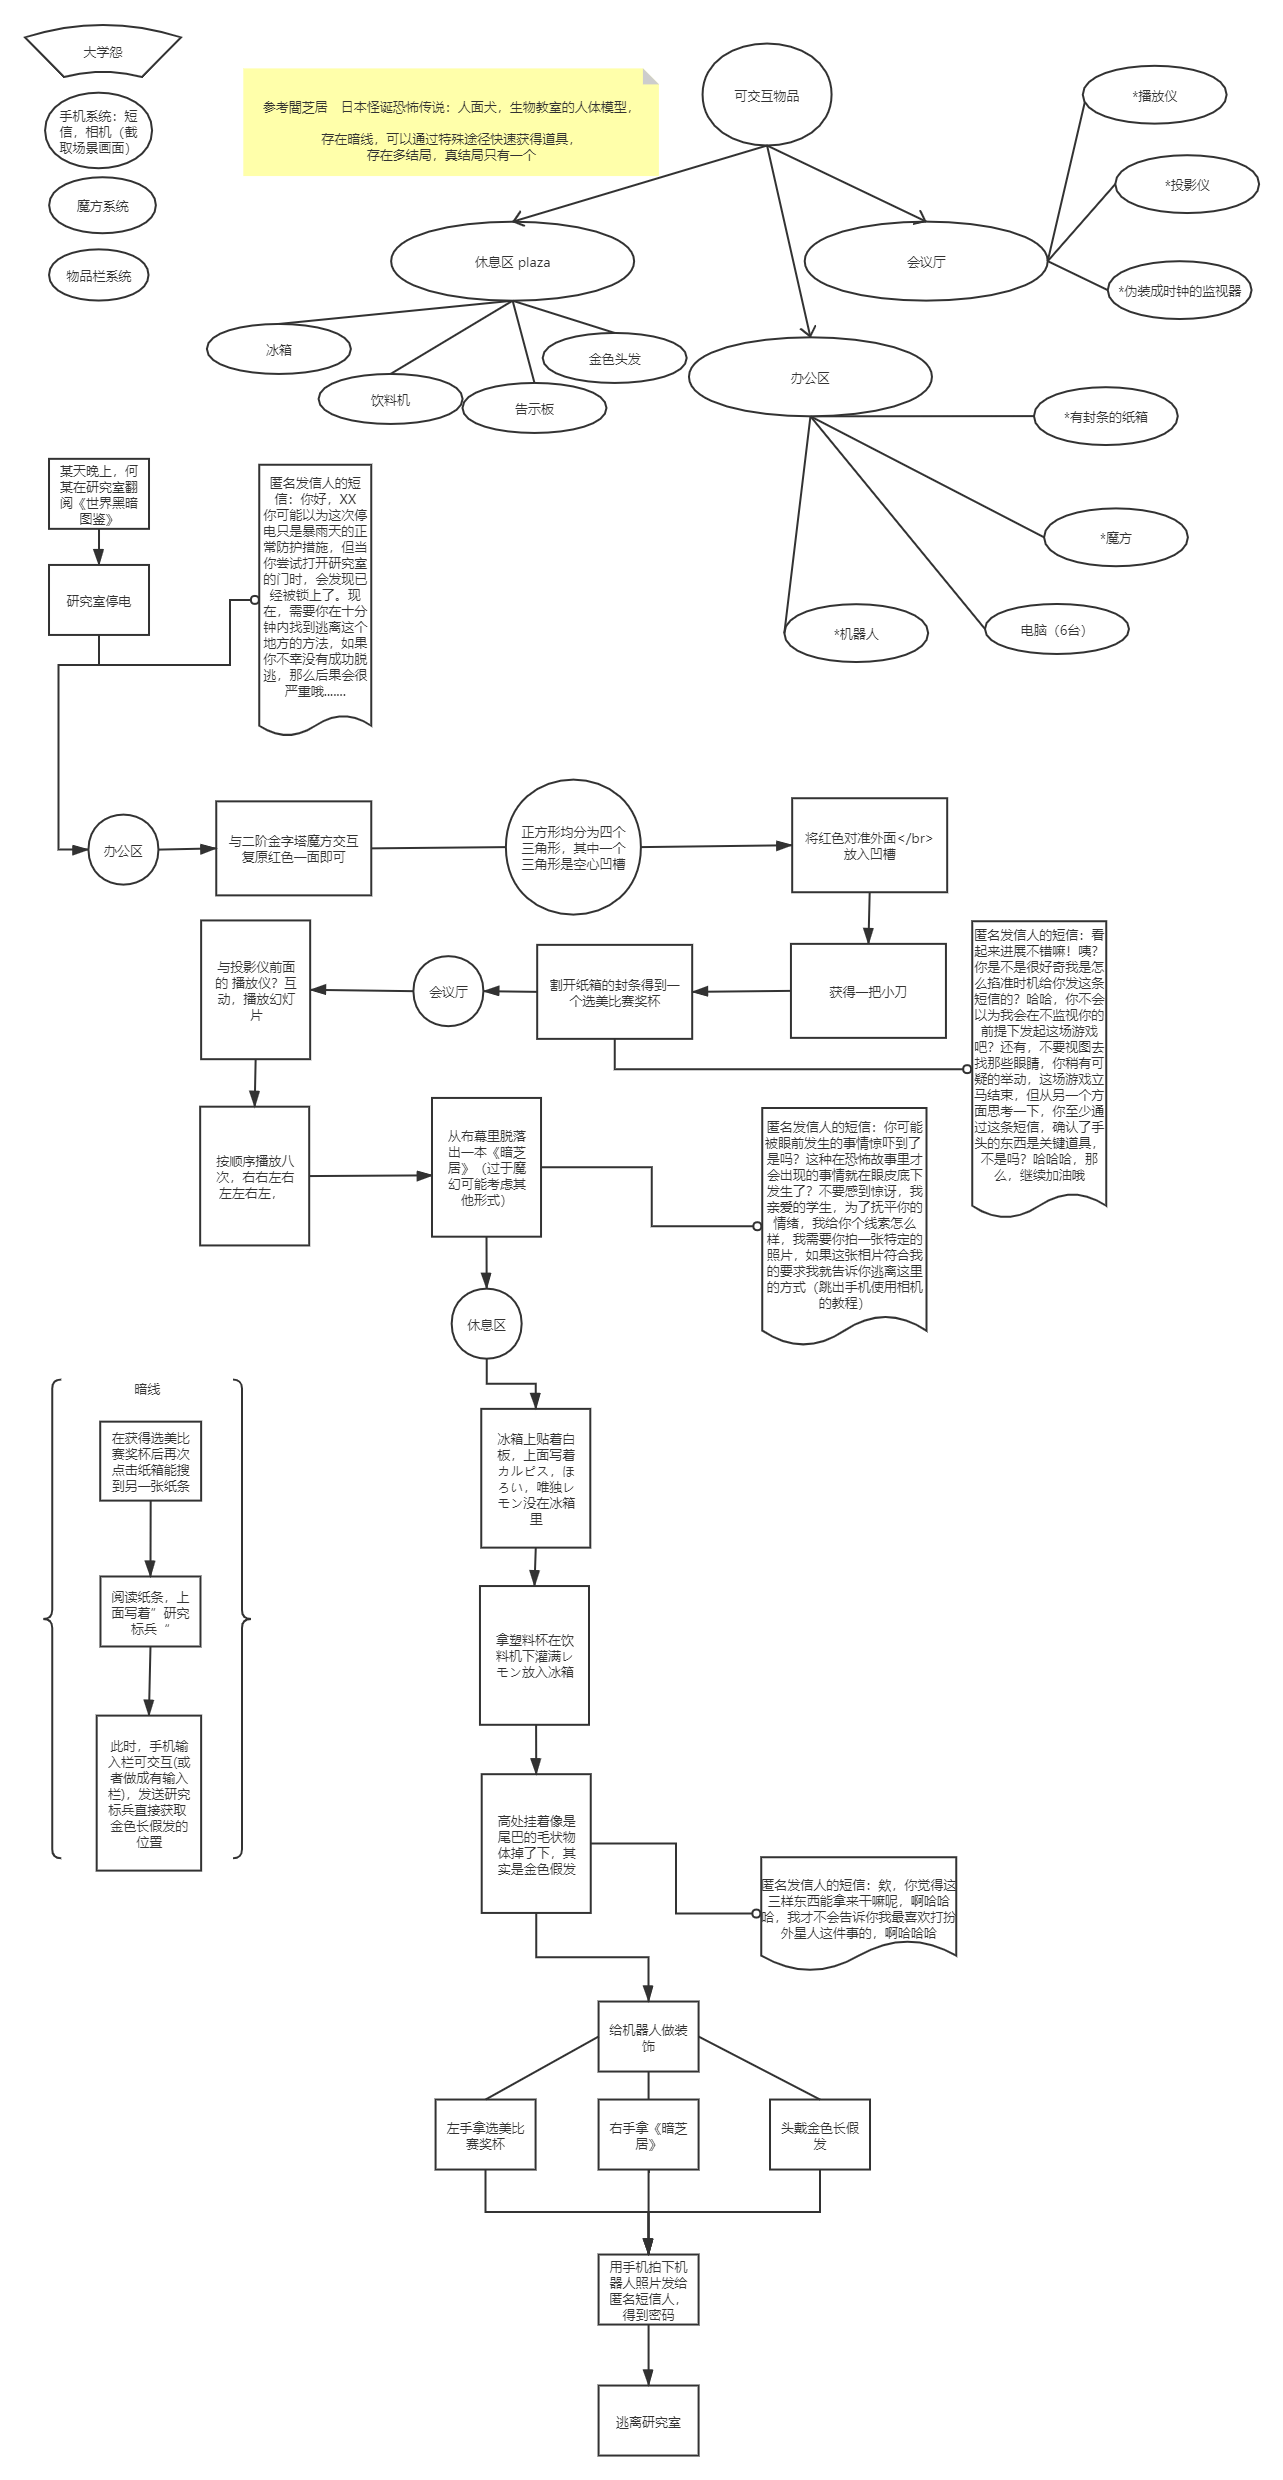 大学怨
手机系统：短
信，相机（截
取场景画面）
魔方系统
物品栏系统
参考闇芝居　日本怪诞恐怖传说：人面犬，生物教室的人体模型，
存在暗线，可以通过特殊途径快速获得道具，
存在多结局，真结局只有一个
可交互物品
*播放仪
*投影仪
*伪装成时钟的监视器
休息区 plaza
会议厅
冰箱
饮料机
告示板
金色头发
办公区
*有封条的纸箱
*魔方
*机器人
电脑（6台）
某天晚上，何
某在研究室翻
阅《世界黑暗
图鉴》
研究室停电
匿名发信人的短
信：你好，XX
你可能以为这次停
电只是暴雨天的正
常防护措施，但当
你尝试打开研究室
的门时，会发现已
经被锁上了。现
在，需要你在十分
钟内找到逃离这个
地方的方法，如果
你不幸没有成功脱
逃，那么后果会很
严重哦.......
办公区
与二阶金字塔魔方交互
复原红色一面即可
正方形均分为四个
三角形，其中一个
三角形是空心凹槽
将红色对准外面</br>
放入凹槽
获得一把小刀
割开纸箱的封条得到一
个选美比赛奖杯
会议厅
与投影仪前面
的 播放仪？互
动，播放幻灯
片
匿名发信人的短信：看
起来进展不错嘛！咦？
你是不是很好奇我是怎
么掐准时机给你发这条
短信的？哈哈，你不会
以为我会在不监视你的
前提下发起这场游戏
吧？还有，不要视图去
找那些眼睛，你稍有可
疑的举动，这场游戏立
马结束，但从另一个方
面思考一下，你至少通
过这条短信，确认了手
头的东西是关键道具，
不是吗？哈哈哈，那
么，继续加油哦
按顺序播放八
次，右右左右
左左右左，
从布幕里脱落
出一本《暗芝
居》（过于魔
幻可能考虑其
他形式）
匿名发信人的短信：你可能
被眼前发生的事情惊吓到了
是吗？这种在恐怖故事里才
会出现的事情就在眼皮底下
发生了？不要感到惊讶，我
亲爱的学生，为了抚平你的
情绪，我给你个线索怎么
样，我需要你拍一张特定的
照片，如果这张相片符合我
的要求我就告诉你逃离这里
的方式（跳出手机使用相机
的教程）
休息区
冰箱上贴着白
板，上面写着
カルピス，ほ
ろい，唯独レ
モン没在冰箱
里
拿塑料杯在饮
料机下灌满レ
モン放入冰箱
高处挂着像是
尾巴的毛状物
体掉了下，其
实是金色假发
匿名发信人的短信：欸，你觉得这
三样东西能拿来干嘛呢，啊哈哈
哈，我才不会告诉你我最喜欢打扮
外星人这件事的，啊哈哈哈
暗线
在获得选美比
赛奖杯后再次
点击纸箱能搜
到另一张纸条
阅读纸条，上
面写着“研究
标兵“
此时，手机输
入栏可交互(或
者做成有输入
栏)，发送研究
标兵直接获取
金色长假发的
位置
给机器人做装
饰
左手拿选美比
赛奖杯
右手拿《暗芝
居》
头戴金色长假
发
用手机拍下机
器人照片发给
匿名短信人，
得到密码
逃离研究室